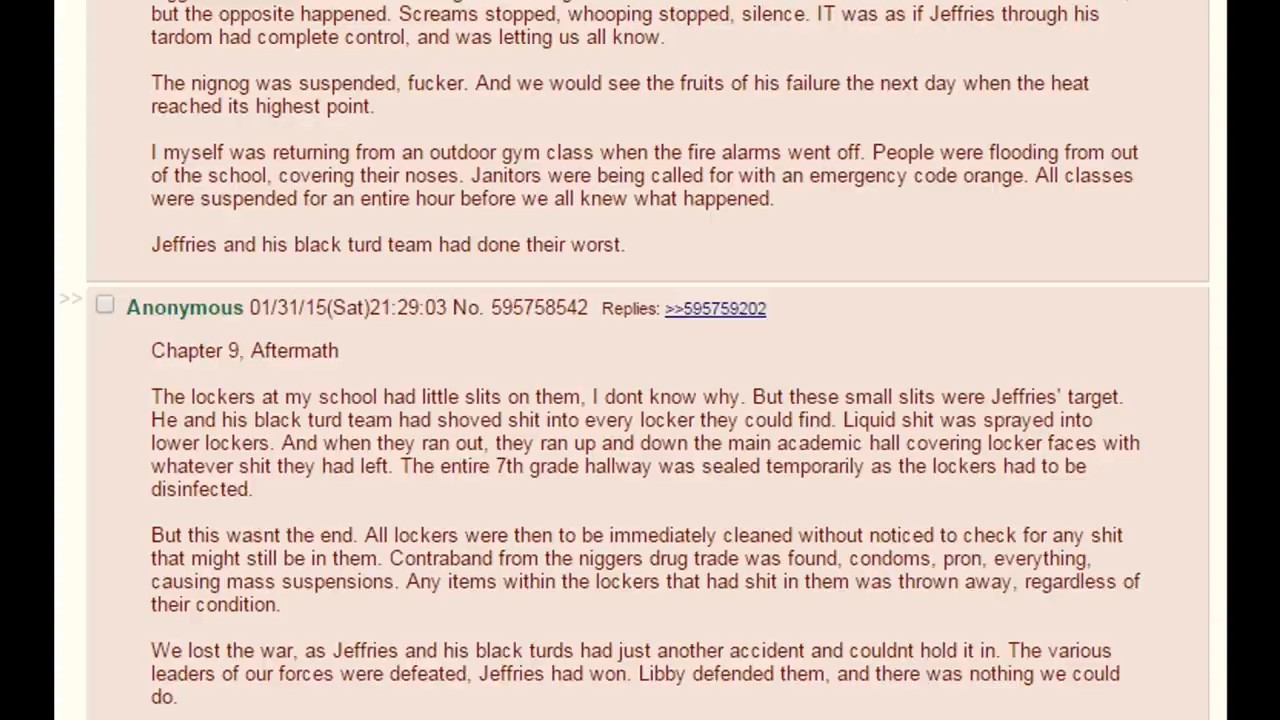 but the opposite happened. Screams stopped, whooping stopped, silence. IT was as if Jeffries through his
tardom had complete control, and was letting us all know.
The nignog was suspended, fucker. And we would see the fruits of his failure the next day when the heat
reached its highest point.
I myself was returning from an outdoor gym class when the fire alarms went off. People were flooding from out
of the school, covering their noses. Janitors were being called for with an emergency code orange. All classes
were suspended for an entire hour before we all knew what happened.
Jeffries and his black turd team had done their worst.
>> Anonymous 01/31/15(Sat)21:29:03 No. 595758542 Replies: >>595759202
Chapter 9, Aftermath
The lockers at my school had little slits on them, I dont know why. But these small slits were Jeffries' target.
He and his black turd team had shoved shit into every locker they could find. Liquid shit was sprayed into
lower lockers. And when they ran out, they ran up and down the main academic hall covering locker faces with
whatever shit they had left. The entire 7th grade hallway was sealed temporarily as the lockers had to be
disinfected.
But this wasnt the end. All lockers were then to be immediately cleaned without noticed to check for any shit
that might still be in them. Contraband from the niggers drug trade was found, condoms, pron, everything,
causing mass suspensions. Any items within the lockers that had shit in them was thrown away, regardless of
their condition.
We lost the war, as Jeffries and his black turds had just another accident and couldnt hold it in. The various
leaders of our forces were defeated, Jeffries had won. Libby defended them, and there was nothing we could
do.